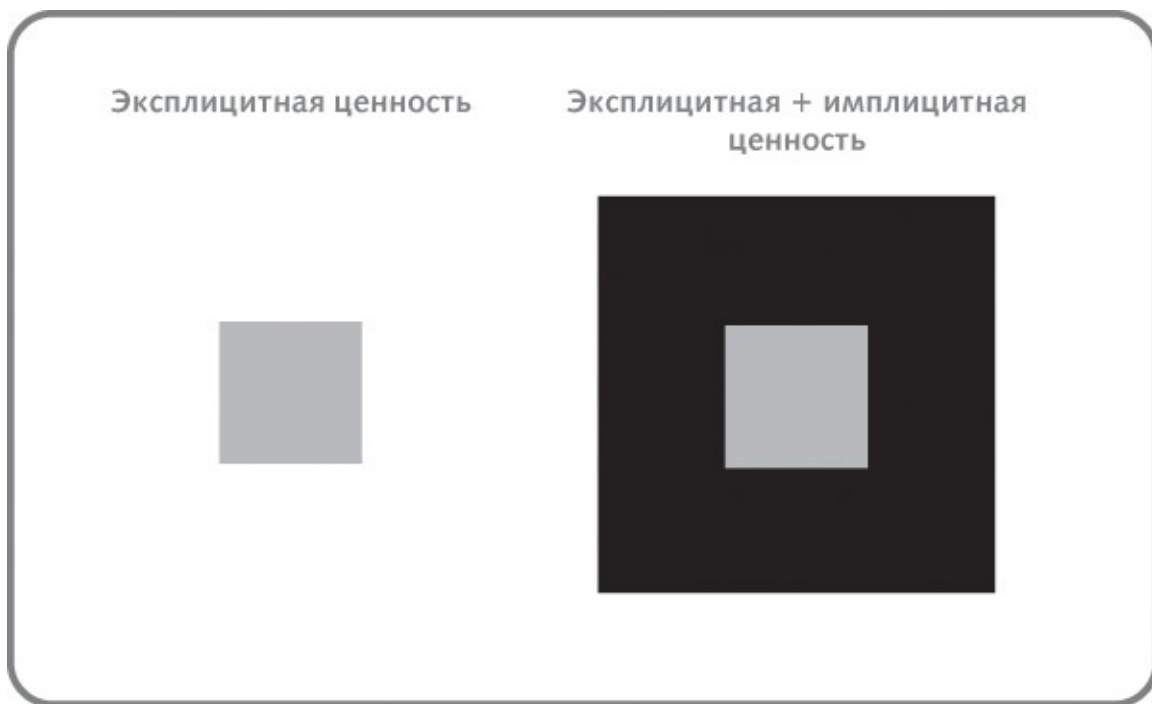 Эксплицитная ценность
Эксплицитная + имплицитная
ценность